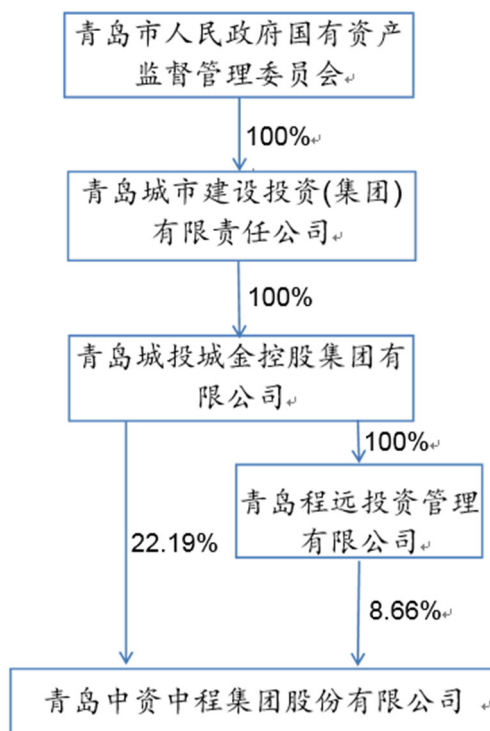 青岛市人民政府国有资产
监督管理委员会
100%
青岛城市建设投资(集团)
有限责任公司
100%
青岛城投城金控股集团有
限公司
100%
青岛程远投资管理
有限公司
22.19%
8.66%
青岛中资中程集团股份有限公司